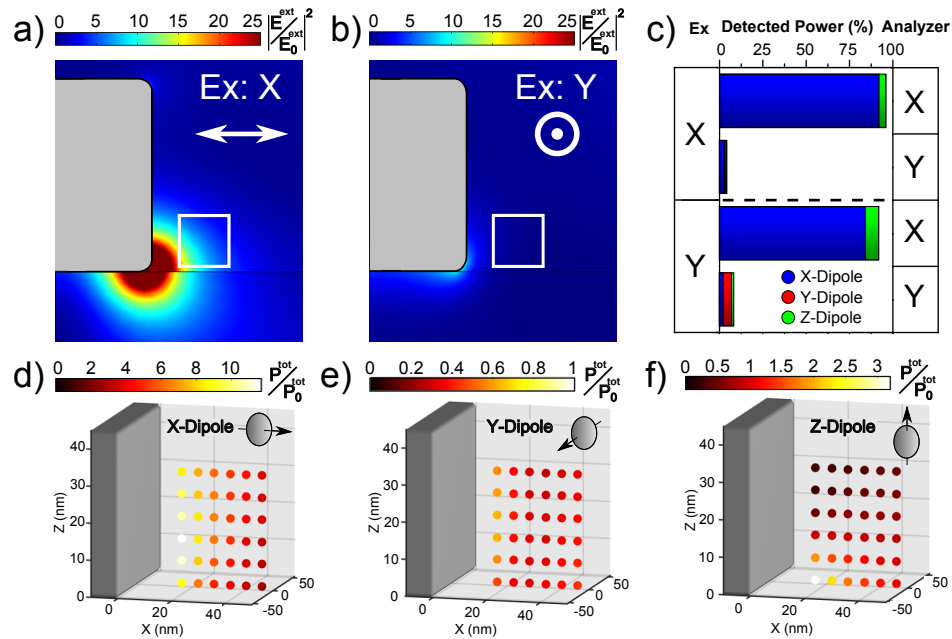 a)
0 5 10 15 20 25
|E^ext/E_0^ext|^2
Ex: X
b)
0 5 10 15 20 25
|E^ext/E_0^ext|^2
Ex: Y
c)
Ex Detected Power (%) Analyzer
0 25 50 75 100
X
X
Y
Y
X
Y
X-Dipole
Y-Dipole
Z-Dipole
d)
0 2 4 6 8 10
P^tot/P_0^tot
X-Dipole
40
30
20
10
0
Z (nm)
0 20 40
X (nm)
-50 0 50
e)
0 0.2 0.4 0.6 0.8 1
P^tot/P_0^tot
Y-Dipole
40
30
20
10
0
Z (nm)
0 20 40
X (nm)
-50 0 50
f)
0 0.5 1 1.5 2 2.5 3
P^tot/P_0^tot
Z-Dipole
40
30
20
10
0
Z (nm)
0 20 40
X (nm)
-50 0 50